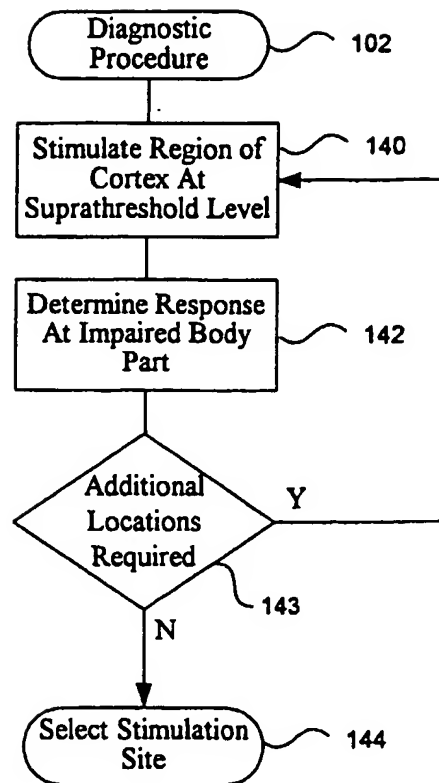 Diagnostic
Procedure
102
Stimulate Region of
Cortex At
Suprathreshold Level
140
Determine Response
At Impaired Body
Part
142
Additional
Locations
Required
Y
143
N
Select Stimulation
Site
144